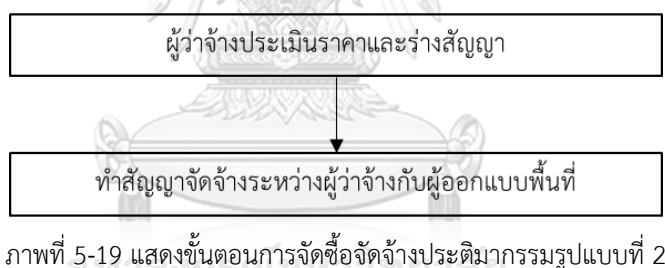 ผู้ว่าจ้างประเมินราคาและร่างสัญญา
ทำสัญญาจัดจ้างระหว่างผู้ว่าจ้างกับผู้ออกแบบพื้นที่
ภาพที่ 5-19 แสดงขั้นตอนการจัดซื้อจัดจ้างประติมากรรมรูปแบบที่ 2